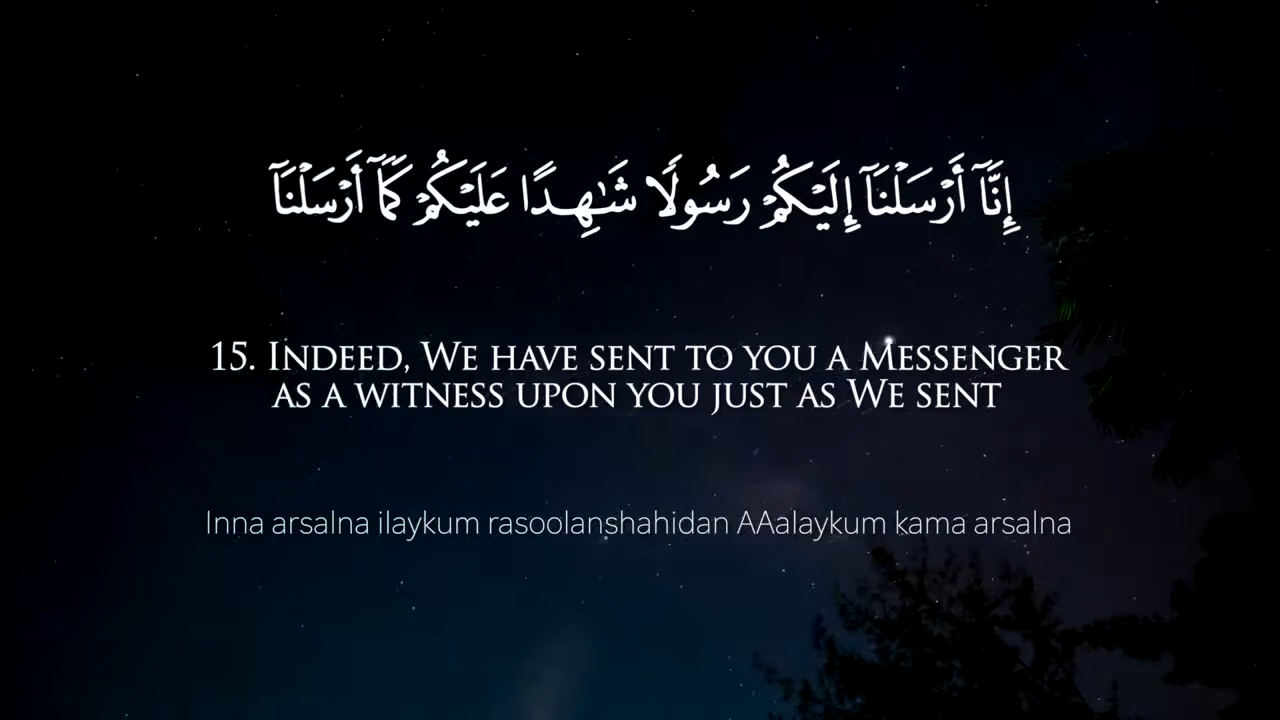 إِنَّآ أَرْسَلْنَآ إِلَيْكُمْ رَسُولًا شَٰهِدًا عَلَيْكُمْ كَمَآ أَرْسَلْنَآ
15. Indeed, We have sent to you a Messenger
as a witness upon you just as We sent
Inna arsalna ilaykum rasoolanshahidan AAalaykum kama arsalna